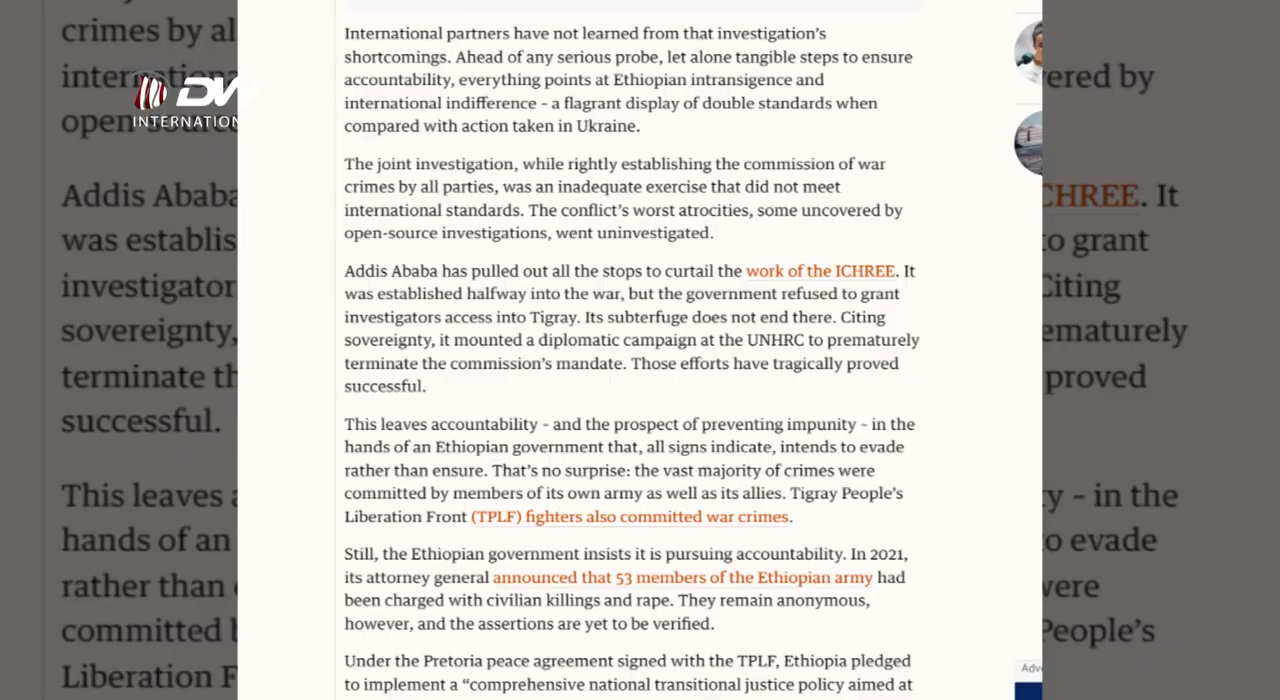 International partners have not learned from that investigation’s
shortcomings. Ahead of any serious probe, let alone tangible steps to ensure
accountability, everything points at Ethiopian intransigence and
international indifference – a flagrant display of double standards when
compared with action taken in Ukraine.
The joint investigation, while rightly establishing the commission of war
crimes by all parties, was an inadequate exercise that did not meet
international standards. The conflict’s worst atrocities, some uncovered by
open-source investigations, went uninvestigated.
Addis Ababa has pulled out all the stops to curtail the work of the ICHREE. It
was established halfway into the war, but the government refused to grant
investigators access into Tigray. Its subterfuge does not end there. Citing
sovereignty, it mounted a diplomatic campaign at the UNHRC to prematurely
terminate the commission’s mandate. Those efforts have tragically proved
successful.
This leaves accountability – and the prospect of preventing impunity – in the
hands of an Ethiopian government that, all signs indicate, intends to evade
rather than ensure. That’s no surprise: the vast majority of crimes were
committed by members of its own army as well as its allies. Tigray People’s
Liberation Front (TPLF) fighters also committed war crimes.
Still, the Ethiopian government insists it is pursuing accountability. In 2021,
its attorney general announced that 53 members of the Ethiopian army had
been charged with civilian killings and rape. They remain anonymous,
however, and the assertions are yet to be verified.
Under the Pretoria peace agreement signed with the TPLF, Ethiopia pledged
to implement a “comprehensive national transitional justice policy aimed at
DW
INTERNATION
crimes by al
open-source
Addis Ababa
was establis
investigator
sovereignty,
terminate th
successful.
This leaves
hands of an
rather than
committed
Liberation F
ered by
CHREE. It
to grant
Citing
ematurely
proved
y – in the
o evade
were
People’s
Adve